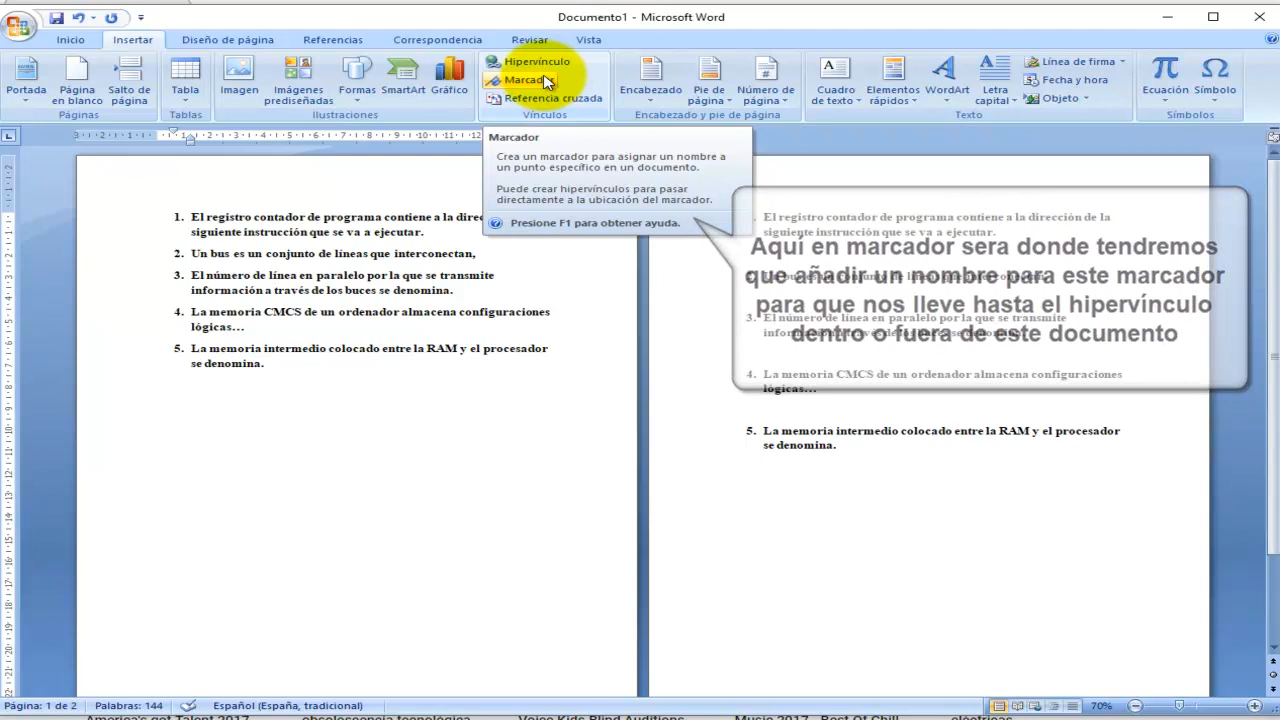 Documento1 - Microsoft Word
Inicio
Insertar
Diseño de página
Referencias
Correspondencia
Revisar
Vista
Portada
Página
en blanco
Salto de
página
Tabla
Imagen
Imágenes
prediseñadas
Formas
SmartArt
Gráfico
Hipervínculo
Marcador
Referencia cruzada
Encabezado
Pie de
página
Número de
página
Cuadro
de texto
Elementos
rápidos
WordArt
Letra
capital
Línea de firma
Fecha y hora
Objeto
Ecuación
Símbolo
Páginas
Tablas
Ilustraciones
Vínculos
Encabezado y pie de página
Texto
Símbolos
Marcador
Crea un marcador para asignar un nombre a
un punto específico en un documento.
Puede crear hipervínculos para pasar
directamente a la ubicación del marcador.
Presione F1 para obtener ayuda.
1. El registro contador de programa contiene a la direc
siguiente instrucción que se va a ejecutar.
2. Un bus es un conjunto de líneas que interconectan,
3. El número de línea en paralelo por la que se transmite
información a través de los buces se denomina.
4. La memoria CMCS de un ordenador almacena configuraciones
lógicas…
5. La memoria intermedio colocado entre la RAM y el procesador
se denomina.
El registro contador de programa contiene a la dirección de la
siguiente instrucción que se va a ejecutar.
Aquí en marcador sera donde tendremos
que añadir un nombre para este marcador
para que nos lleve hasta el hipervínculo
dentro o fuera de este documento
3. El número de línea en paralelo por la que se transmite
4. La memoria CMCS de un ordenador almacena configuraciones
lógicas…
5. La memoria intermedio colocado entre la RAM y el procesador
se denomina.
Página: 1 de 2
Palabras: 144
Español (España, tradicional)
70%
America's got Talent 2017
obsolescencia tecnológica
Voice Kids Blind Auditions
Music 2017 - Best Of Chill
eléctricas